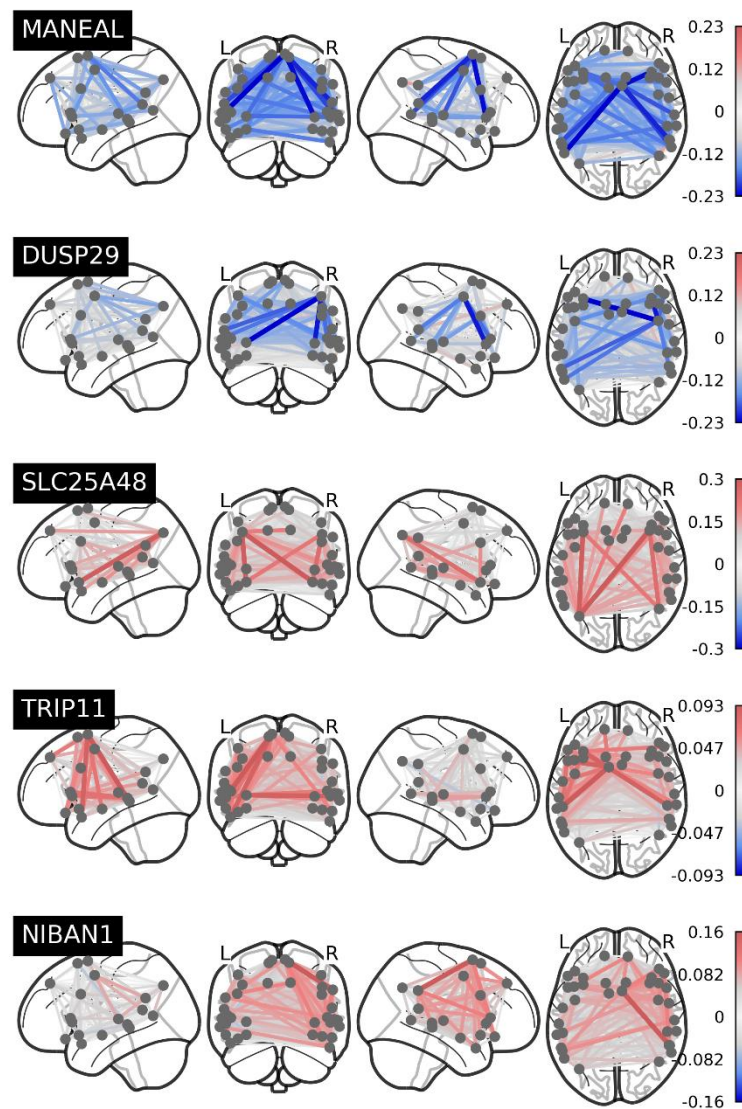 MANEAL
L R L R
0.23
0.12
0
-0.12
-0.23
DUSP29
L R L R
0.23
0.12
0
-0.12
-0.23
SLC25A48
L R L R
0.3
0.15
0
-0.15
-0.3
TRIP11
L R L R
0.093
0.047
0
-0.047
-0.093
NIBAN1
L R L R
0.16
0.082
0
-0.082
-0.16